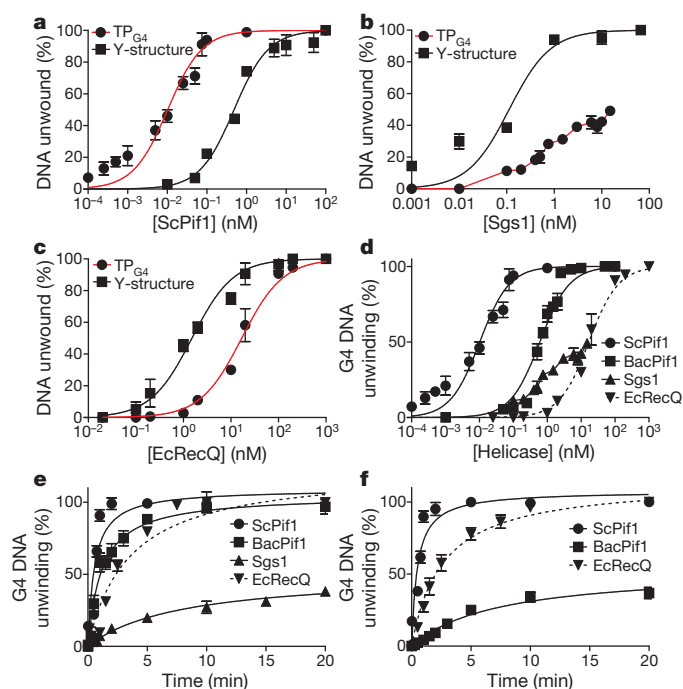 a
TP_G4
Y-structure
DNA unwound (%)
100
80
60
40
20
0
10⁻⁴ 10⁻³ 10⁻² 10⁻¹ 10⁰ 10¹ 10²
[ScPif1] (nM)
b
TP_G4
Y-structure
DNA unwound (%)
100
80
60
40
20
0
0.001 0.01 0.1 1 10 100
[Sgs1] (nM)
c
TP_G4
Y-structure
DNA unwound (%)
100
80
60
40
20
0
10⁻² 10⁻¹ 10⁰ 10¹ 10² 10³
[EcRecQ] (nM)
d
G4 DNA
unwinding (%)
100
50
0
ScPif1
BacPif1
Sgs1
EcRecQ
10⁻⁴ 10⁻³ 10⁻² 10⁻¹ 10⁰ 10¹ 10² 10³
[Helicase] (nM)
e
G4 DNA
unwinding (%)
100
50
0
ScPif1
BacPif1
Sgs1
EcRecQ
0 5 10 15 20
Time (min)
f
G4 DNA
unwinding (%)
100
50
0
ScPif1
BacPif1
EcRecQ
0 5 10 15 20
Time (min)